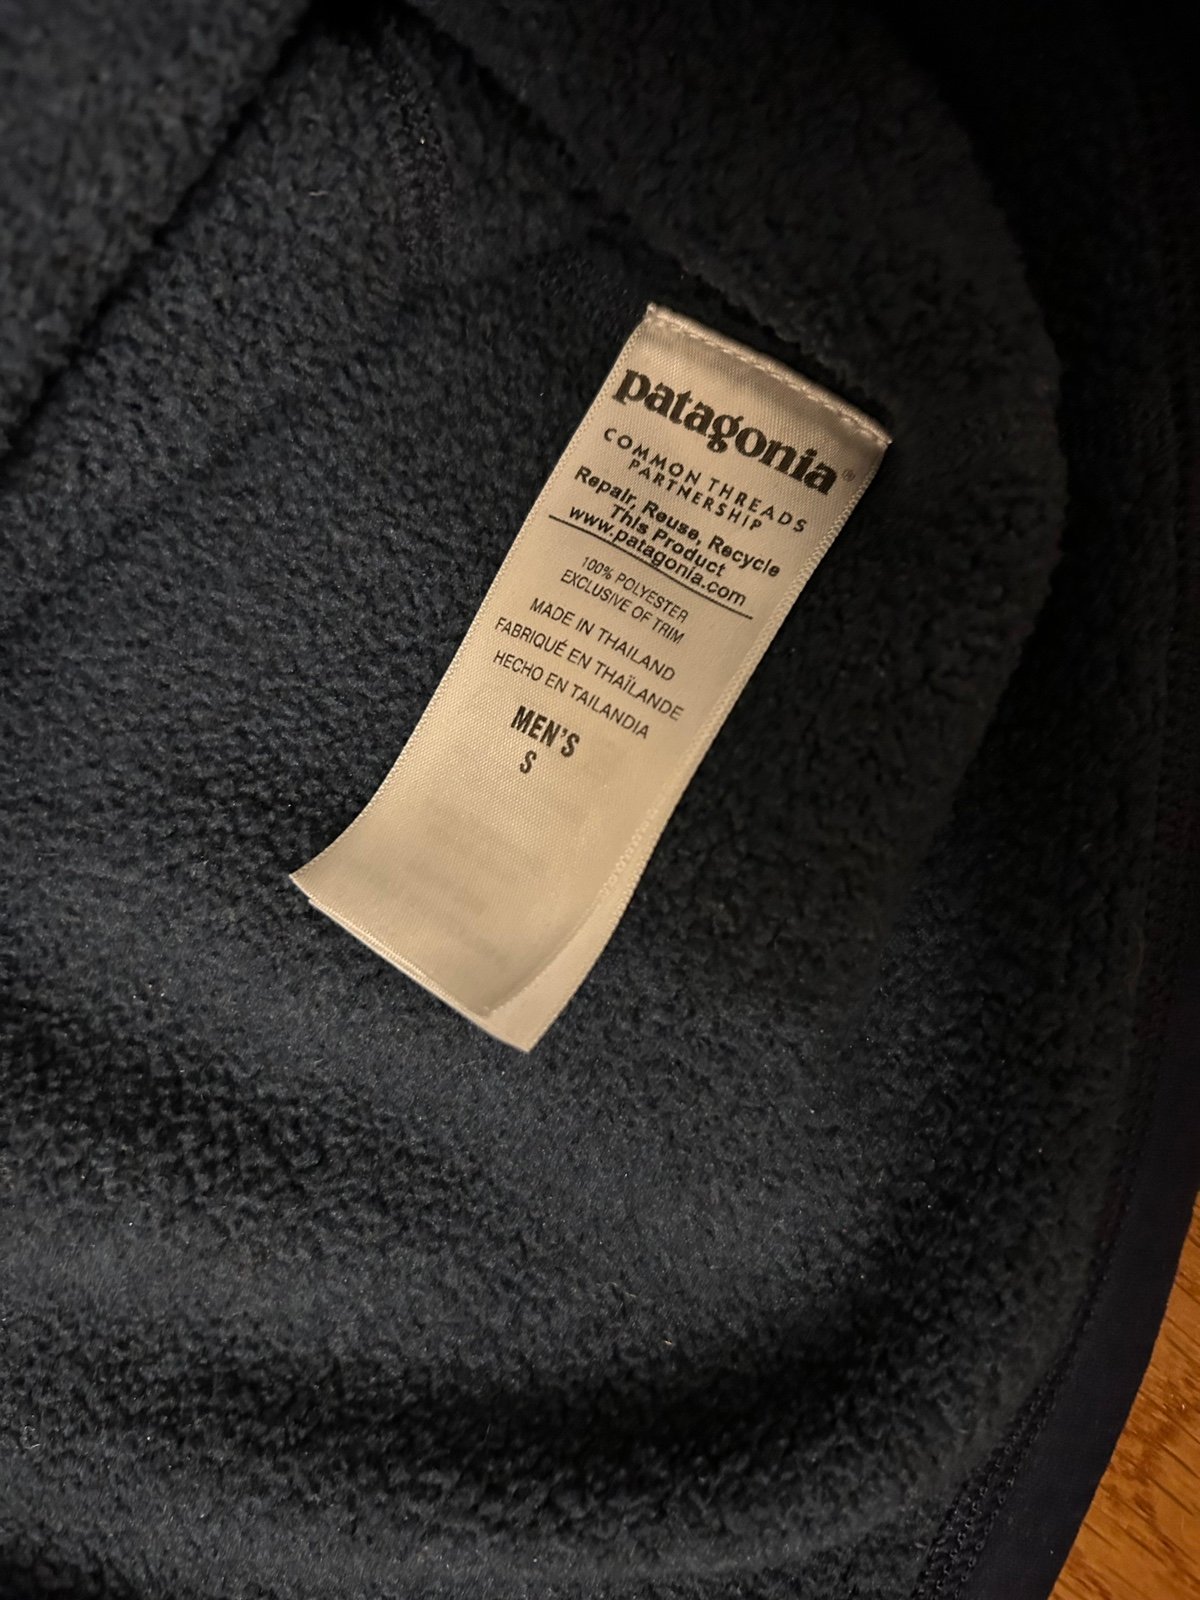 patagonia®
COMMON THREADS
PARTNERSHIP
Repair, Reuse, Recycle
This Product
www.patagonia.com
100% POLYESTER
EXCLUSIVE OF TRIM
MADE IN THAILAND
FABRIQUÉ EN THAÏLANDE
HECHO EN TAILANDIA
MEN'S
S